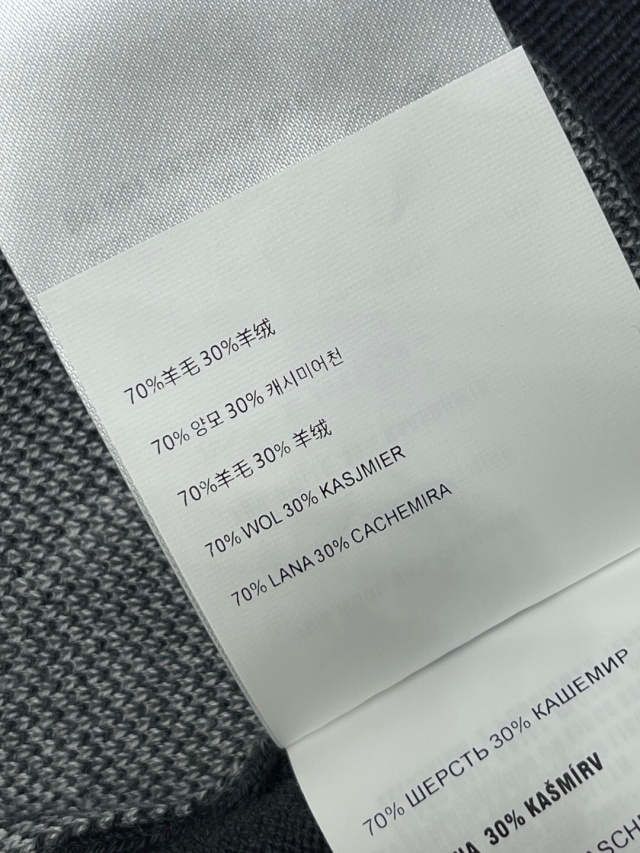 70%羊毛 30%羊绒
70% 양모 30% 캐시미어천
70%羊毛 30% 羊绒
70% WOL 30% KASJMIER
70% LANA 30% CACHEMIRA
70% ШЕРСТЬ 30% КАШЕМИР
30% KAŠMÍRV